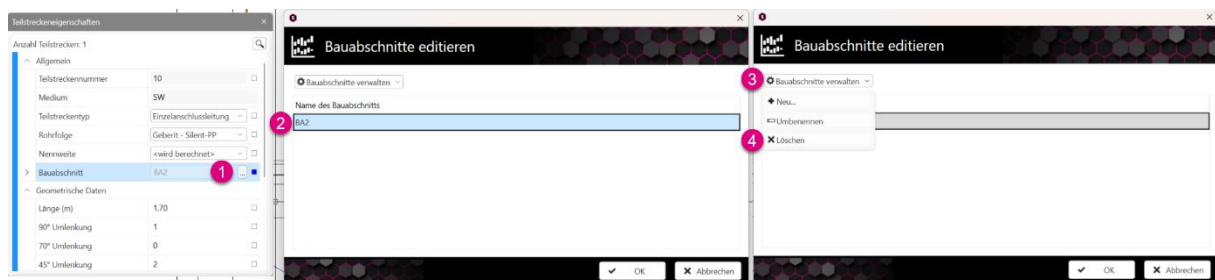 Teilstreckeneigenschaften
Anzahl Teilstrecken: 1
Allgemein
Teilstreckennummer 10
Medium SW
Teilstreckentyp Einzelanschlussleitung
Rohrfolge Geberit - Silent-PP
Nennweite <wird berechnet>
Bauabschnitt BA2 1 ...
Geometrische Daten
Länge (m) 1,70
90° Umlenkung 1
70° Umlenkung 0
45° Umlenkung 2
Bauabschnitte editieren
Bauabschnitte verwalten
Name des Bauabschnitts
2 BA2
OK Abbrechen
Bauabschnitte editieren
3 Bauabschnitte verwalten
Neu...
Umbenennen
4 Löschen
OK Abbrechen